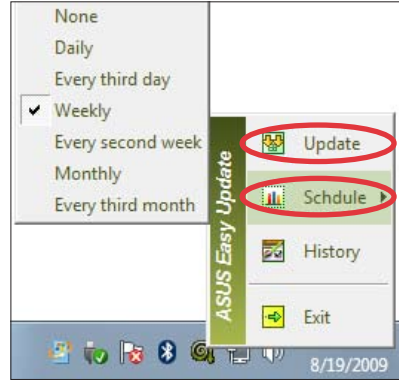 None
Daily
Every third day
Weekly
Every second week
Monthly
Every third month
ASUS Easy Update
Update
Schdule
History
Exit
8/19/2009